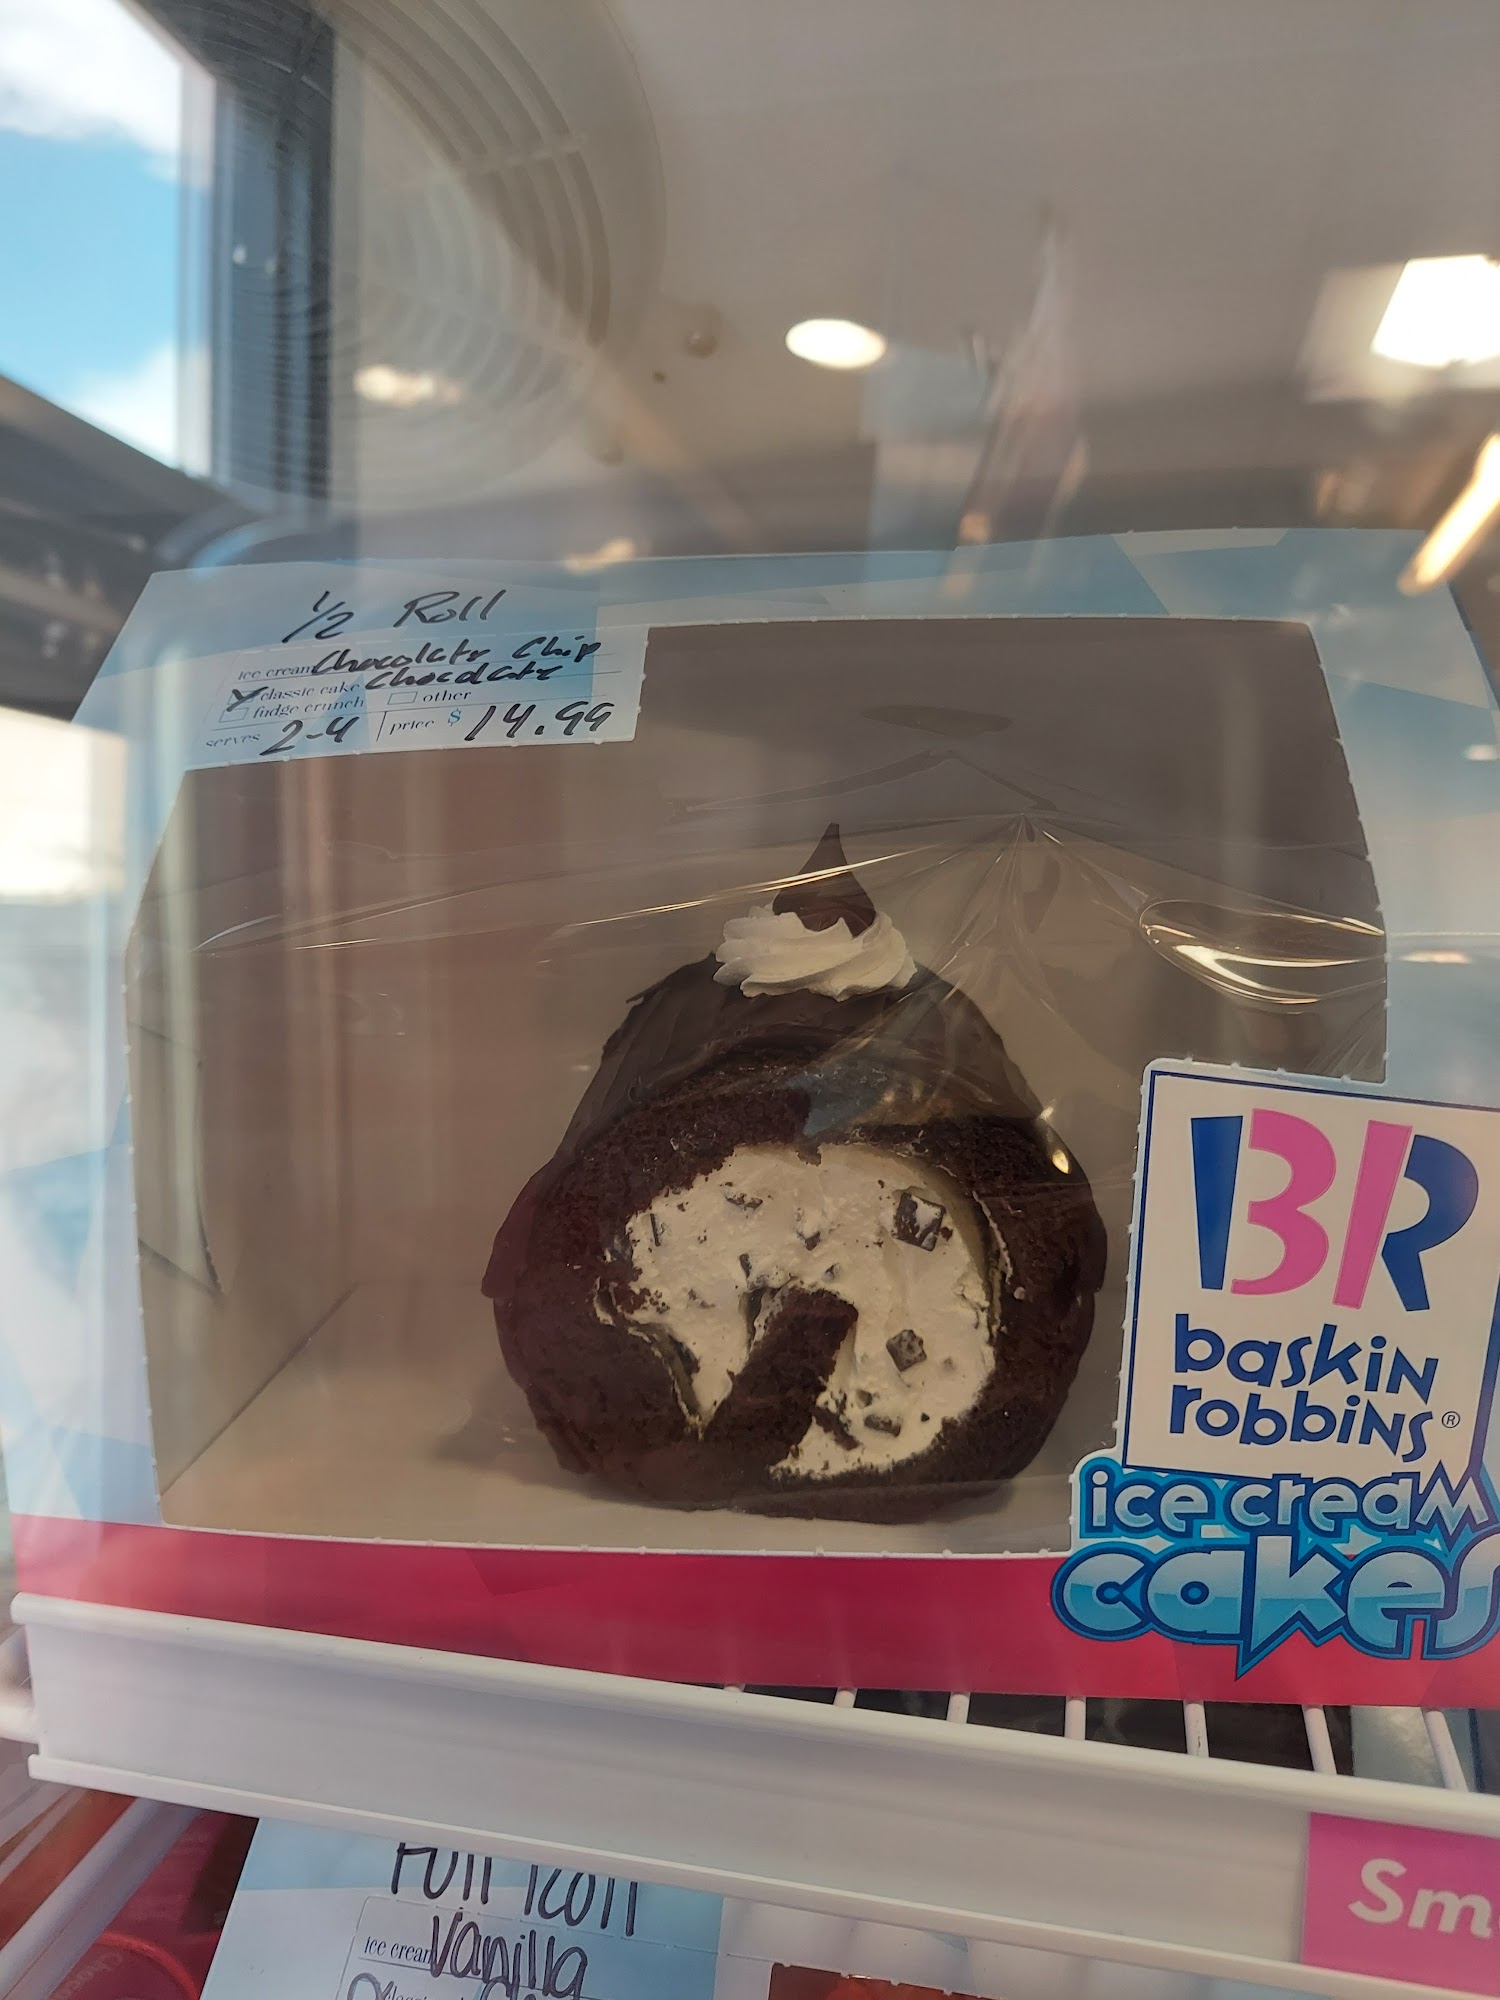 1/2 Roll
ice cream Chocolate Chip
classic cake Chocolate
fudge crunch other
serves 2-4 price $ 14.99
BR
baskin
robbins®
ice cream
cakes
Sm
Full Roll
ice cream Vanilla